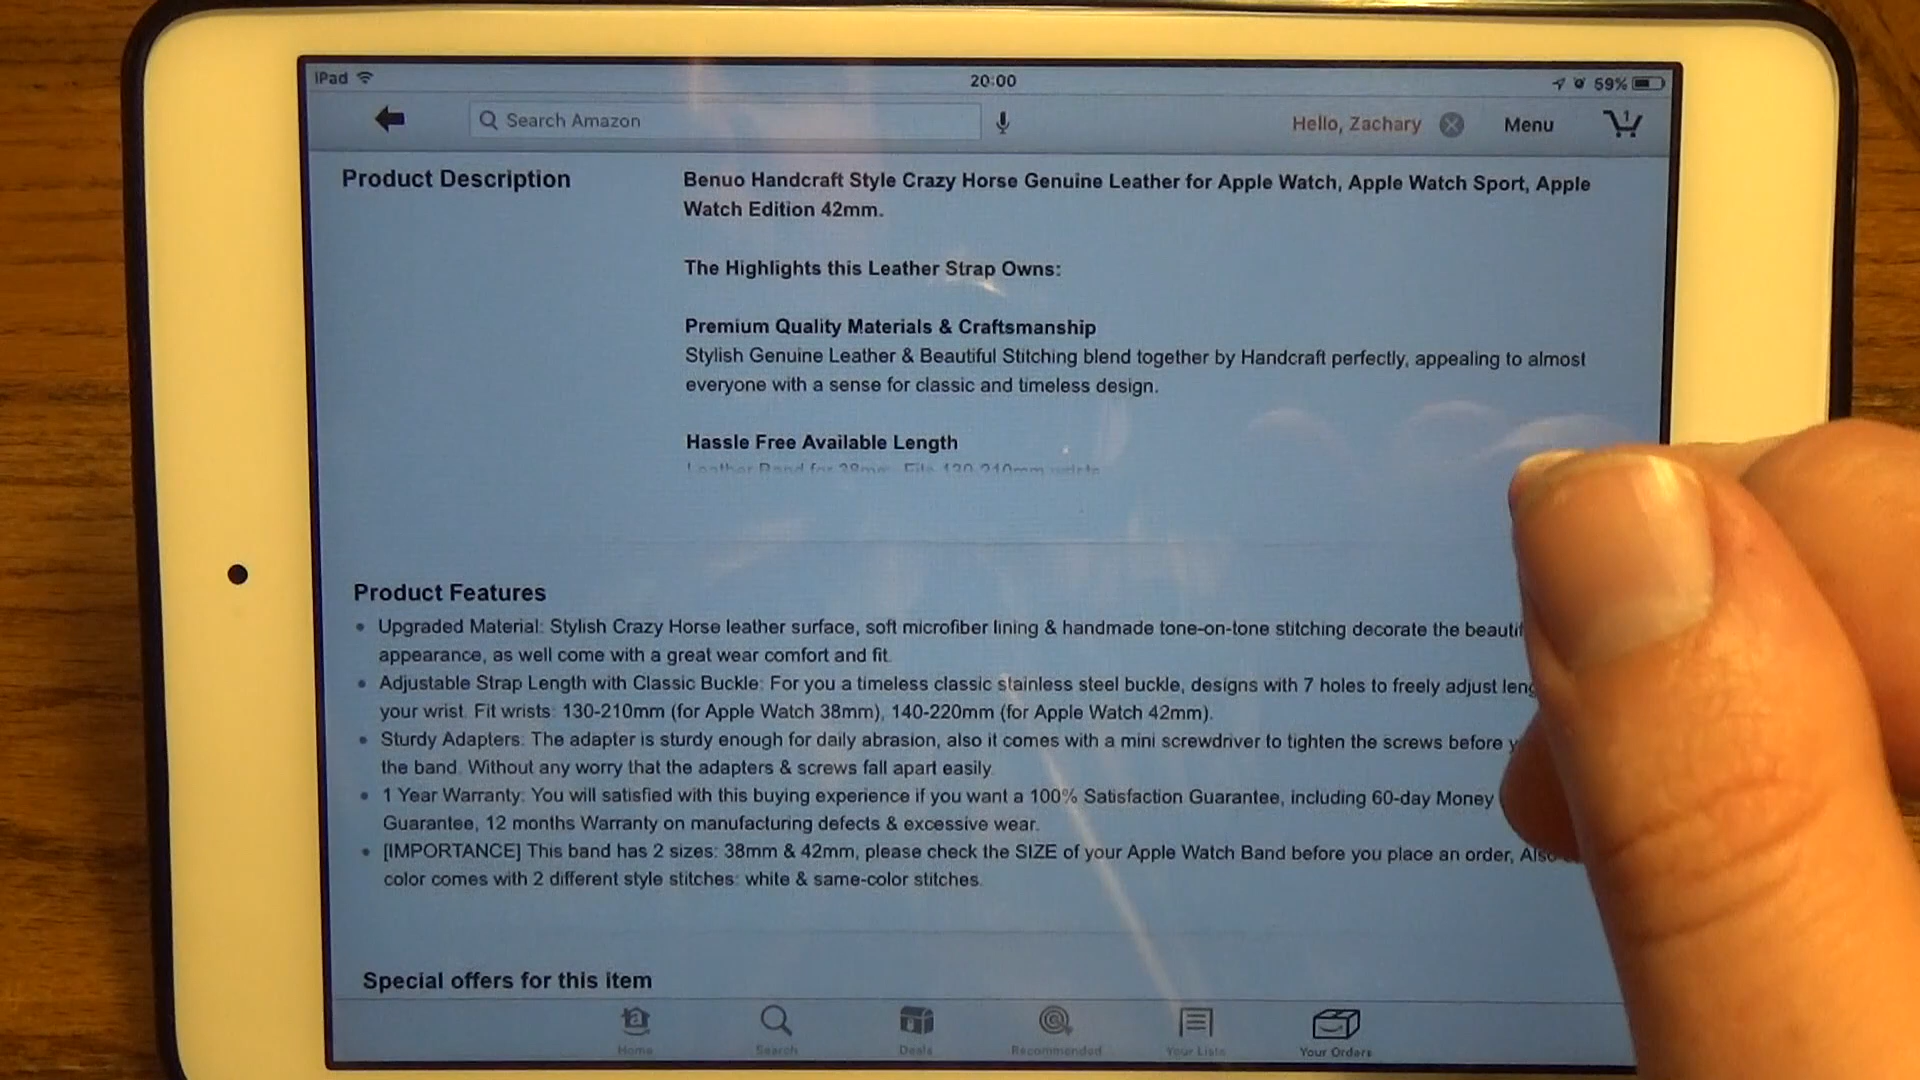 iPad
20:00
59%
Search Amazon
Hello, Zachary
Menu
1
Product Description
Benuo Handcraft Style Crazy Horse Genuine Leather for Apple Watch, Apple Watch Sport, Apple
Watch Edition 42mm.
The Highlights this Leather Strap Owns:
Premium Quality Materials & Craftsmanship
Stylish Genuine Leather & Beautiful Stitching blend together by Handcraft perfectly, appealing to almost
everyone with a sense for classic and timeless design.
Hassle Free Available Length
Leather Band for 38mm: Fits 130-210mm wrists
Product Features
• Upgraded Material: Stylish Crazy Horse leather surface, soft microfiber lining & handmade tone-on-tone stitching decorate the
appearance, as well come with a great wear comfort and fit.
• Adjustable Strap Length with Classic Buckle: For you a timeless classic stainless steel buckle, designs with 7 holes to freely adjust
your wrist. Fit wrists: 130-210mm (for Apple Watch 38mm), 140-220mm (for Apple Watch 42mm).
• Sturdy Adapters: The adapter is sturdy enough for daily abrasion, also it comes with a mini screwdriver to tighten the screws before
the band. Without any worry that the adapters & screws fall apart easily.
• 1 Year Warranty: You will satisfied with this buying experience if you want a 100% Satisfaction Guarantee, including 60-day Money
Guarantee, 12 months Warranty on manufacturing defects & excessive wear.
• [IMPORTANCE] This band has 2 sizes: 38mm & 42mm, please check the SIZE of your Apple Watch Band before you place an order, Also
color comes with 2 different style stitches: white & same-color stitches.
Special offers for this item
Home
Search
Deals
Recommended
Your Lists
Your Orders